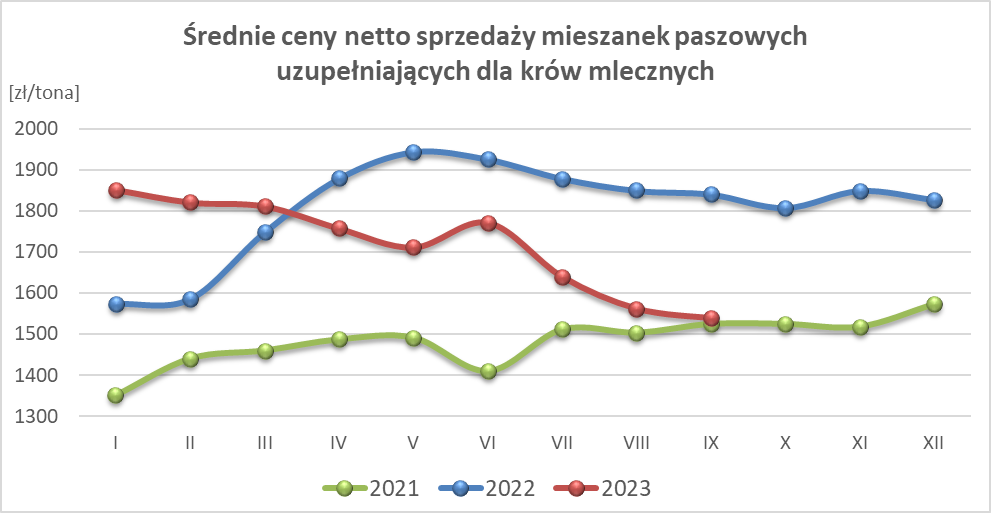 Średnie ceny netto sprzedaży mieszanek paszowych
uzupełniających dla krów mlecznych
[zł/tona]
2000
1900
1800
1700
1600
1500
1400
1300
I II III IV V VI VII VIII IX X XI XII
2021 2022 2023